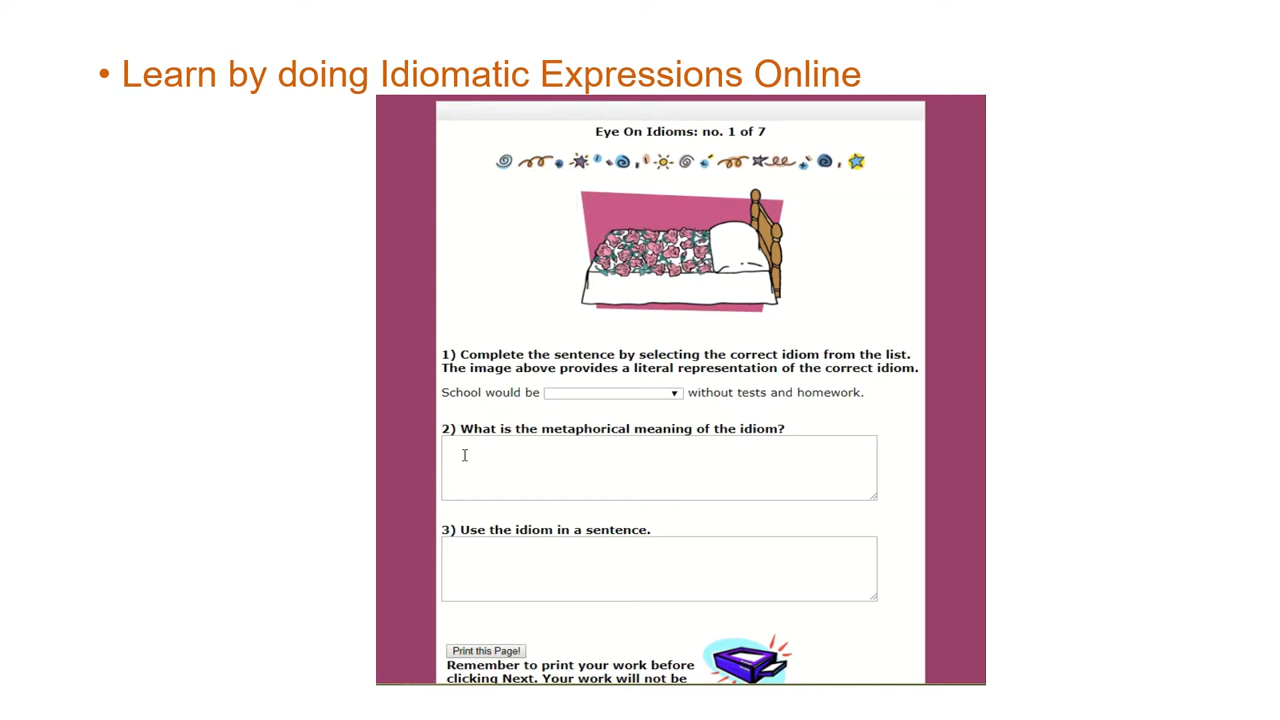 • Learn by doing Idiomatic Expressions Online
Eye On Idioms: no. 1 of 7
1) Complete the sentence by selecting the correct idiom from the list.
The image above provides a literal representation of the correct idiom.
School would be without tests and homework.
2) What is the metaphorical meaning of the idiom?
3) Use the idiom in a sentence.
Print this Page!
Remember to print your work before
clicking Next. Your work will not be